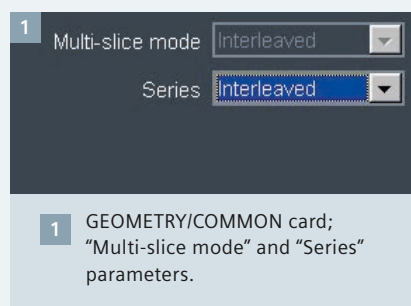 1
Multi-slice mode Interleaved
Series Interleaved
1 GEOMETRY/COMMON card;
“Multi-slice mode” and “Series”
parameters.